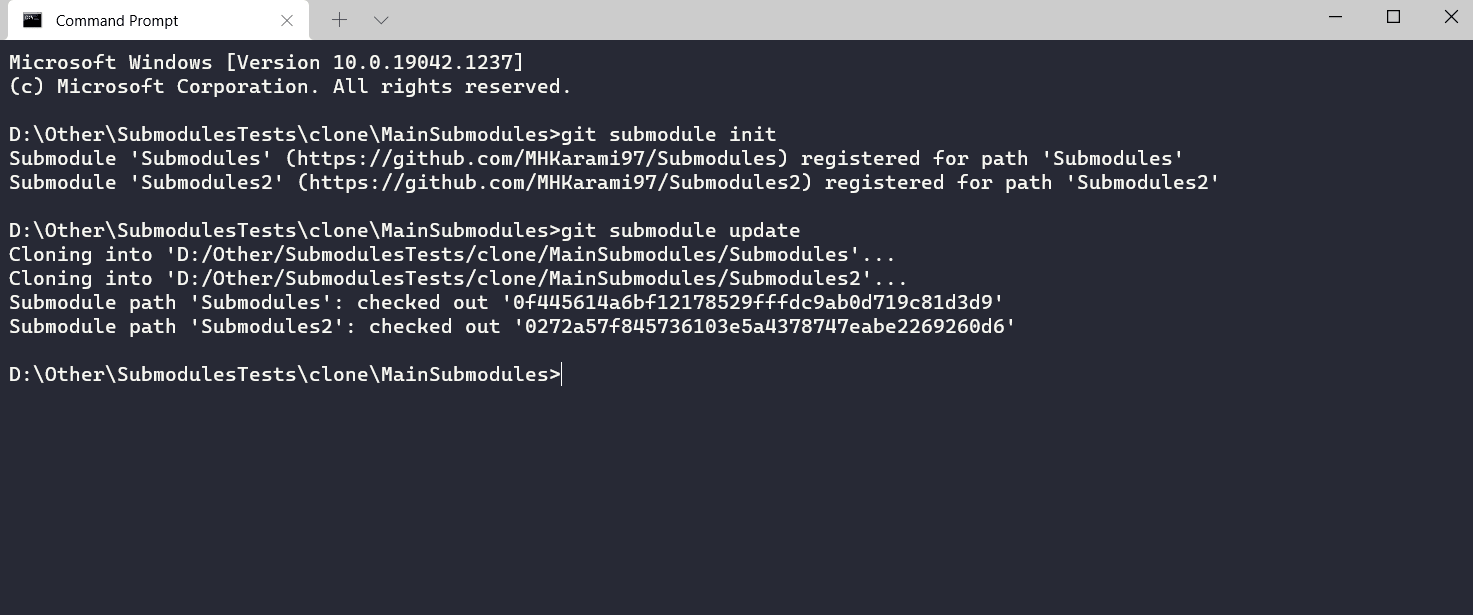 Command Prompt
Microsoft Windows [Version 10.0.19042.1237]
(c) Microsoft Corporation. All rights reserved.
D:\Other\SubmodulesTests\clone\MainSubmodules>git submodule init
Submodule 'Submodules' (https://github.com/MHKarami97/Submodules) registered for path 'Submodules'
Submodule 'Submodules2' (https://github.com/MHKarami97/Submodules2) registered for path 'Submodules2'
D:\Other\SubmodulesTests\clone\MainSubmodules>git submodule update
Cloning into 'D:/Other/SubmodulesTests/clone/MainSubmodules/Submodules'...
Cloning into 'D:/Other/SubmodulesTests/clone/MainSubmodules/Submodules2'...
Submodule path 'Submodules': checked out '0f445614a6bf12178529fffdc9ab0d719c81d3d9'
Submodule path 'Submodules2': checked out '0272a57f845736103e5a4378747eabe2269260d6'
D:\Other\SubmodulesTests\clone\MainSubmodules>